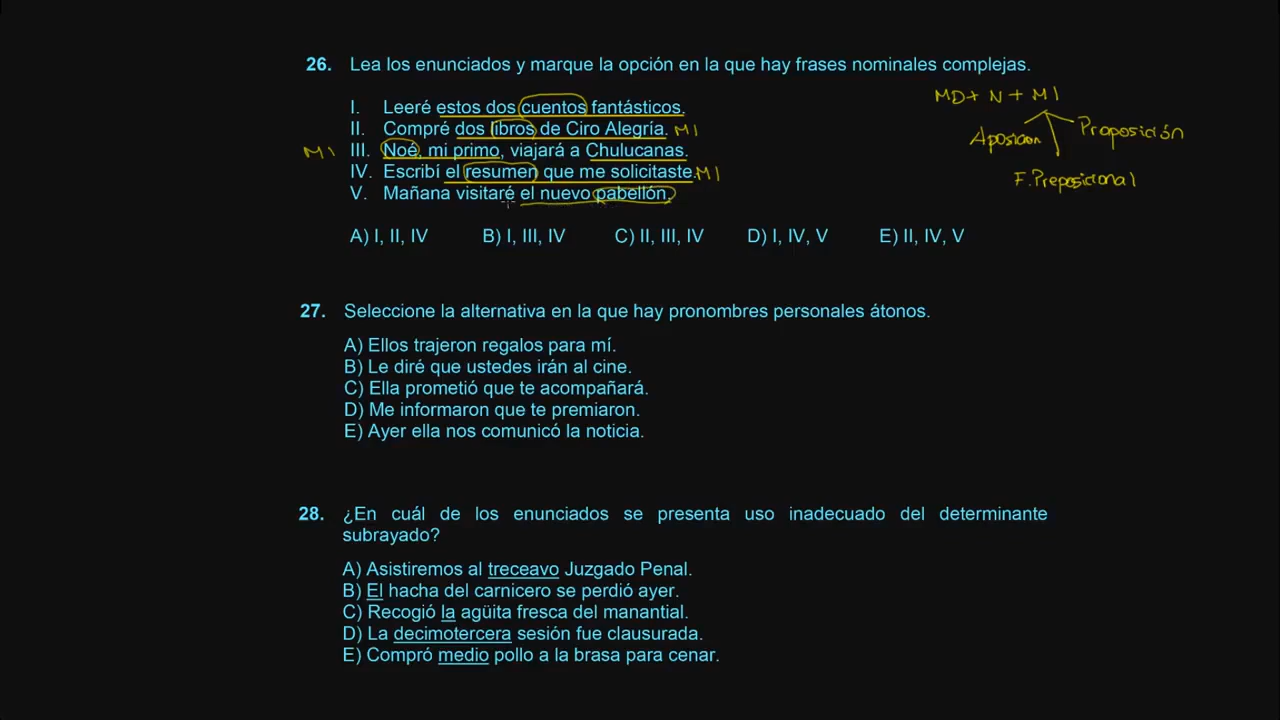 26. Lea los enunciados y marque la opción en la que hay frases nominales complejas.
MD + N + MI
I. Leeré estos dos cuentos fantásticos.
II. Compré dos libros de Ciro Alegría. MI
Aposicion
Proposición
MI III. Noé, mi primo, viajará a Chulucanas.
IV. Escribí el resumen que me solicitaste. MI
F. Preposicional
V. Mañana visitaré el nuevo pabellón.
A) I, II, IV B) I, III, IV C) II, III, IV D) I, IV, V E) II, IV, V
27. Seleccione la alternativa en la que hay pronombres personales átonos.
A) Ellos trajeron regalos para mí.
B) Le diré que ustedes irán al cine.
C) Ella prometió que te acompañará.
D) Me informaron que te premiaron.
E) Ayer ella nos comunicó la noticia.
28. ¿En cuál de los enunciados se presenta uso inadecuado del determinante
subrayado?
A) Asistiremos al treceavo Juzgado Penal.
B) El hacha del carnicero se perdió ayer.
C) Recogió la agüita fresca del manantial.
D) La decimotercera sesión fue clausurada.
E) Compró medio pollo a la brasa para cenar.